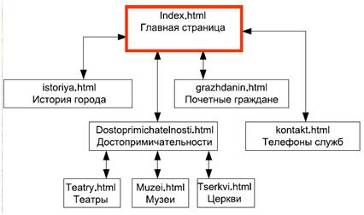 Index.html
Главная страница
istoriya.html
История города
grazhdanin.html
Почетные граждане
Dostoprimichatelnosti.html
Достопримичательности
kontakt.html
Телефоны служб
Teatry.html
Театры
Muzei.html
Музеи
Tserkvi.html
Церкви